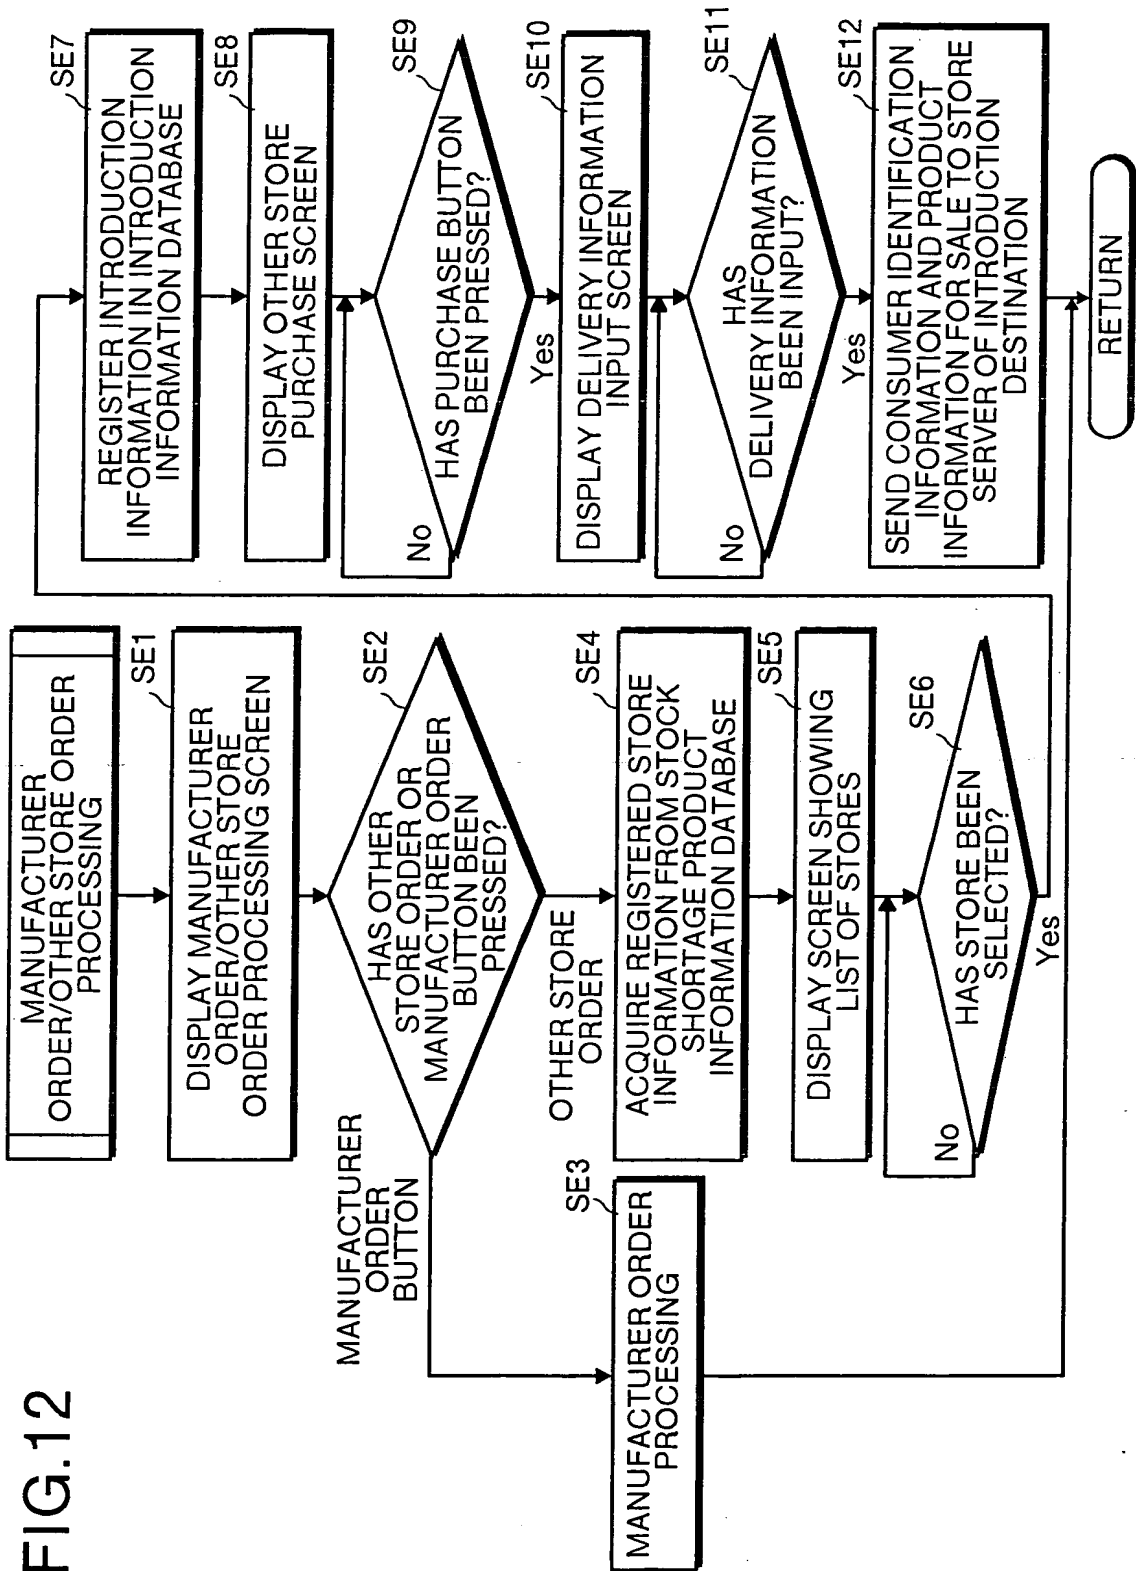 FIG.12
MANUFACTURER
ORDER/OTHER STORE ORDER
PROCESSING
SE1
DISPLAY MANUFACTURER
ORDER/OTHER STORE
ORDER PROCESSING SCREEN
SE2
HAS OTHER
STORE ORDER OR
MANUFACTURER ORDER
BUTTON BEEN
PRESSED?
MANUFACTURER
ORDER
BUTTON
OTHER STORE
ORDER
SE3
MANUFACTURER ORDER
PROCESSING
SE4
ACQUIRE REGISTERED STORE
INFORMATION FROM STOCK
SHORTAGE PRODUCT
INFORMATION DATABASE
SE5
DISPLAY SCREEN SHOWING
LIST OF STORES
SE6
HAS STORE BEEN
SELECTED?
No
Yes
SE7
REGISTER INTRODUCTION
INFORMATION IN INTRODUCTION
INFORMATION DATABASE
SE8
DISPLAY OTHER STORE
PURCHASE SCREEN
SE9
HAS PURCHASE BUTTON
BEEN PRESSED?
No
Yes
SE10
DISPLAY DELIVERY INFORMATION
INPUT SCREEN
SE11
HAS
DELIVERY INFORMATION
BEEN INPUT?
No
Yes
SE12
SEND CONSUMER IDENTIFICATION
INFORMATION AND PRODUCT
INFORMATION FOR SALE TO STORE
SERVER OF INTRODUCTION
DESTINATION
RETURN